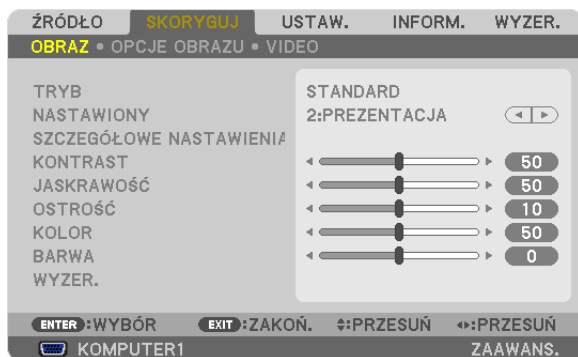 ŹRÓDŁO SKORYGUJ USTAW. INFORM. WYZER.
OBRAZ • OPCJE OBRAZU • VIDEO
TRYB STANDARD
NASTAWIONY 2:PREZENTACJA
SZCZEGÓŁOWE NASTAWIENIA
KONTRAST 50
JASKRAWOŚĆ 50
OSTROŚĆ 10
KOLOR 50
BARWA 0
WYZER.
ENTER :WYBÓR EXIT :ZAKOŃ. :PRZESUŃ :PRZESUŃ
KOMPUTER1 ZAAWANS.